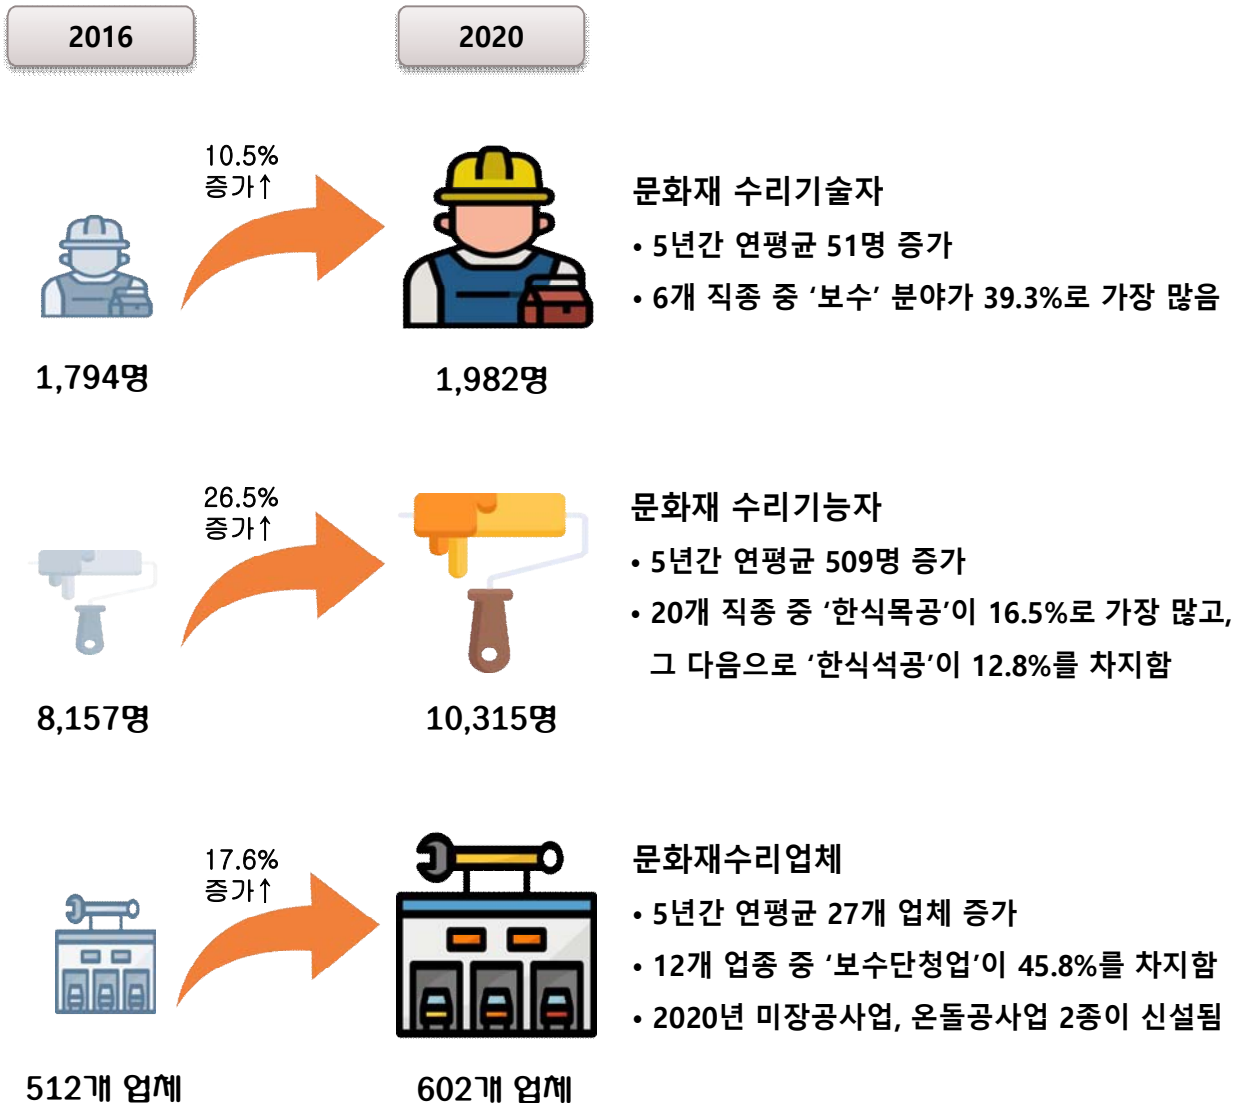 2016
2020
10.5%
증가↑
1,794명
1,982명
문화재 수리기술자
• 5년간 연평균 51명 증가
• 6개 직종 중 ‘보수’ 분야가 39.3%로 가장 많음
26.5%
증가↑
8,157명
10,315명
문화재 수리기능자
• 5년간 연평균 509명 증가
• 20개 직종 중 ‘한식목공’이 16.5%로 가장 많고,
그 다음으로 ‘한식석공’이 12.8%를 차지함
17.6%
증가↑
512개 업체
602개 업체
문화재수리업체
• 5년간 연평균 27개 업체 증가
• 12개 업종 중 ‘보수단청업’이 45.8%를 차지함
• 2020년 미장공사업, 온돌공사업 2종이 신설됨